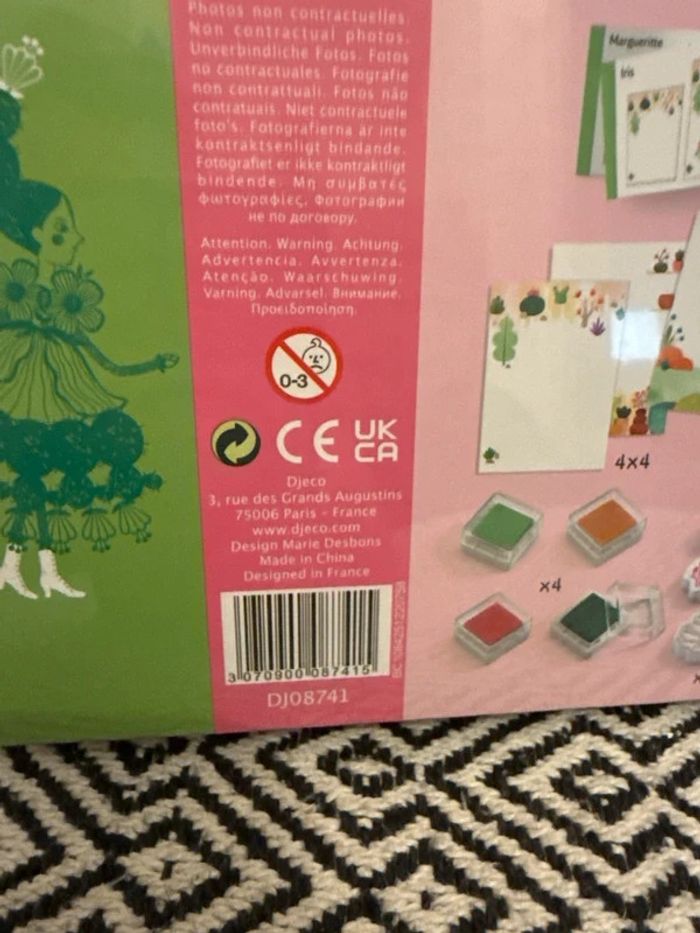 Photos non contractuelles.
Non contractual photos.
Unverbindliche Fotos. Fotos
no contractuales. Fotografie
non contrattuali. Fotos não
contratuais. Niet contractuele
foto's. Fotografierna är inte
kontraktsenligt bindande.
Fotografiet er ikke kontraktligt
bindende. Μη συμβατές
φωτογραφίες. Фотографии
не по договору.
Attention. Warning. Achtung.
Advertencia. Avvertenza.
Atenção. Waarschuwing.
Varning. Advarsel. Внимание.
Προειδοποίηση.
0-3
CE UK
CA
Djeco
3, rue des Grands Augustins
75006 Paris - France
www.djeco.com
Design Marie Desbons
Made in China
Designed in France
3 070900 087415
DJ08741
Margueritte
Iris
4x4
x4